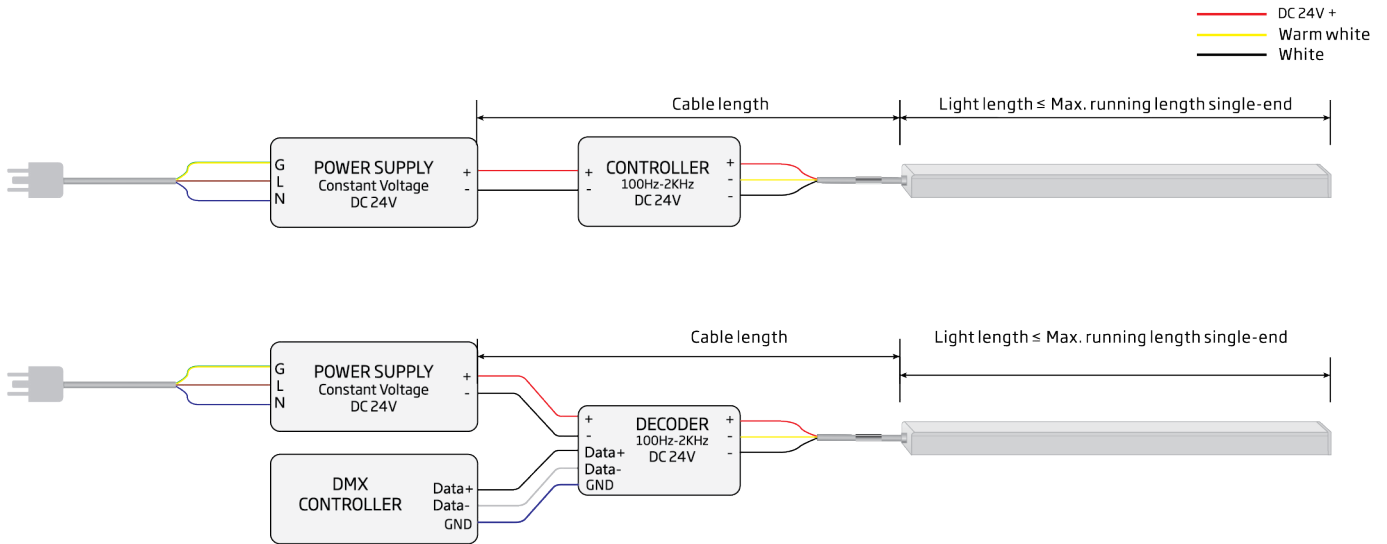 DC 24V +
Warm white
White
Cable length
Light length ≤ Max. running length single-end
G
L
N
POWER SUPPLY
Constant Voltage
DC 24V
+
-
+
-
CONTROLLER
100Hz-2KHz
DC 24V
+
-
-
Cable length
Light length ≤ Max. running length single-end
G
L
N
POWER SUPPLY
Constant Voltage
DC 24V
+
-
+
-
Data+
Data-
GND
DECODER
100Hz-2KHz
DC 24V
+
-
-
DMX
CONTROLLER
Data+
Data-
GND